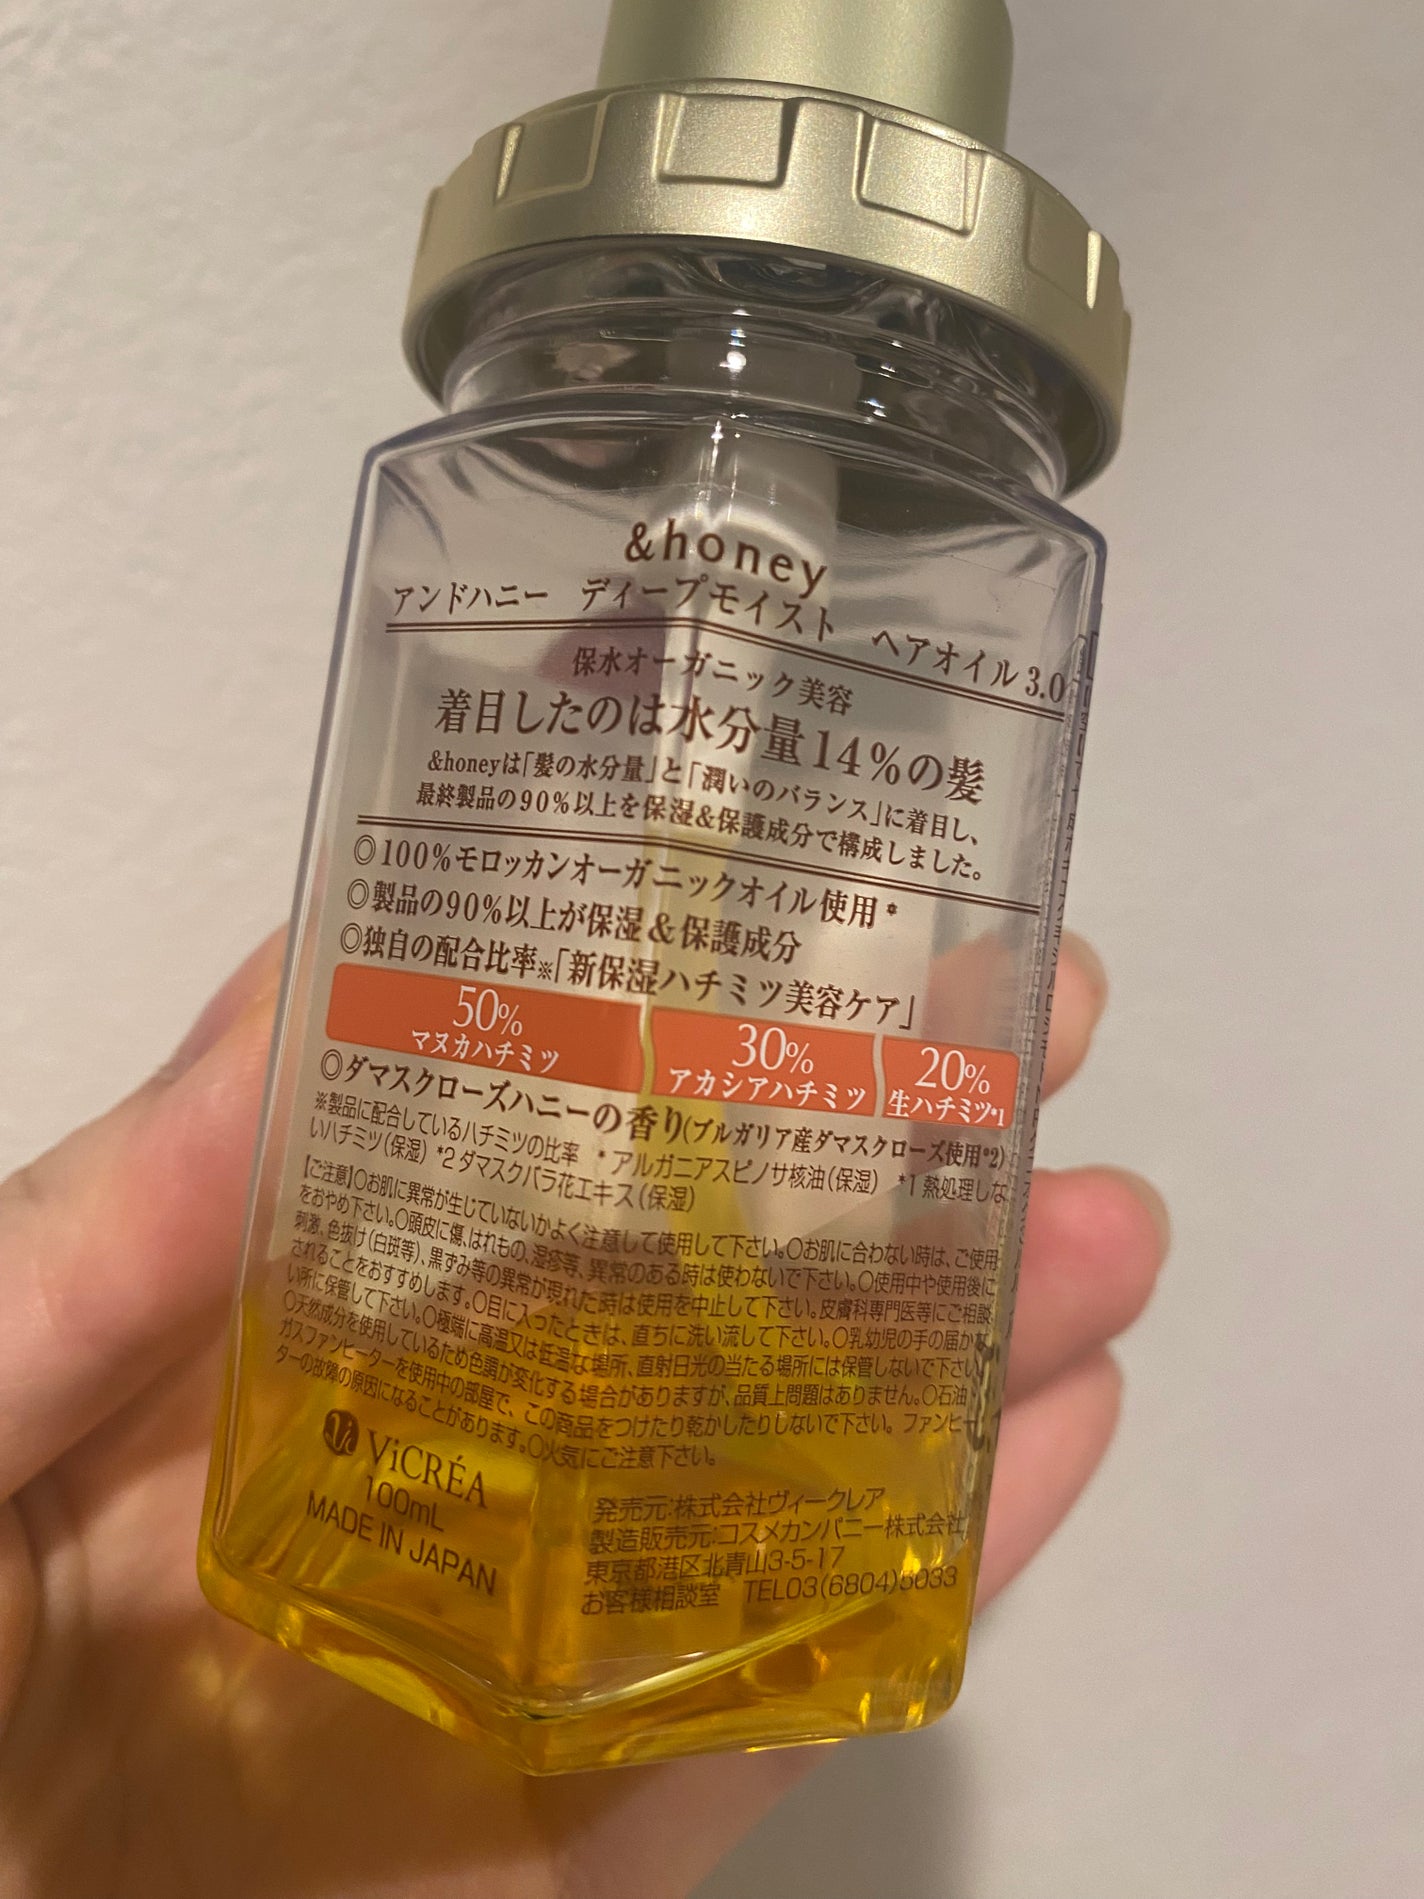 &honey
アンドハニー ディープモイスト ヘアオイル 3.0
保水オーガニック美容
着目したのは水分量14%の髪
&honeyは「髪の水分量」と「潤いのバランス」に着目し、
最終製品の90%以上を保湿&保護成分で構成しました。
◎100%モロッカンオーガニックオイル使用*
◎製品の90%以上が保湿&保護成分
◎独自の配合比率※「新保湿ハチミツ美容ケア」
50% 30% 20%
マヌカハチミツ アカシアハチミツ 生ハチミツ*1
◎ダマスクローズハニーの香り(ブルガリア産ダマスクローズ使用*2)
※製品に配合しているハチミツの比率 *アルガニアスピノサ核油(保湿) *1 熱処理しな
いハチミツ(保湿) *2 ダマスクバラ花エキス(保湿)
【ご注意】○お肌に異常が生じていないかよく注意して使用して下さい。○お肌に合わない時は、ご使用
をおやめ下さい。○頭皮に傷、はれもの、湿疹等、異常のある時は使わないで下さい。○使用中や使用後に
刺激、色抜け(白斑等)、黒ずみ等の異常が現れた時は使用を中止して下さい。皮膚科専門医等にご相談
されることをおすすめします。○目に入ったときは、直ちに洗い流して下さい。○乳幼児の手の届かな
い所に保管して下さい。○極端に高温又は低温な場所、直射日光の当たる場所には保管しないで下さい。
○天然成分を使用しているため色調が変化する場合がありますが、品質上問題はありません。○石油
ガスファンヒーターを使用中の部屋で、この商品をつけたり乾かしたりしないで下さい。ファンヒー
ターの故障の原因になることがあります。○火気にご注意下さい。
Vi ViCRÉA
100mL
MADE IN JAPAN
発売元:株式会社ヴィークレア
製造販売元:コスメカンパニー株式会社
東京都港区北青山3-5-17
お客様相談室 TEL03(6804)5033